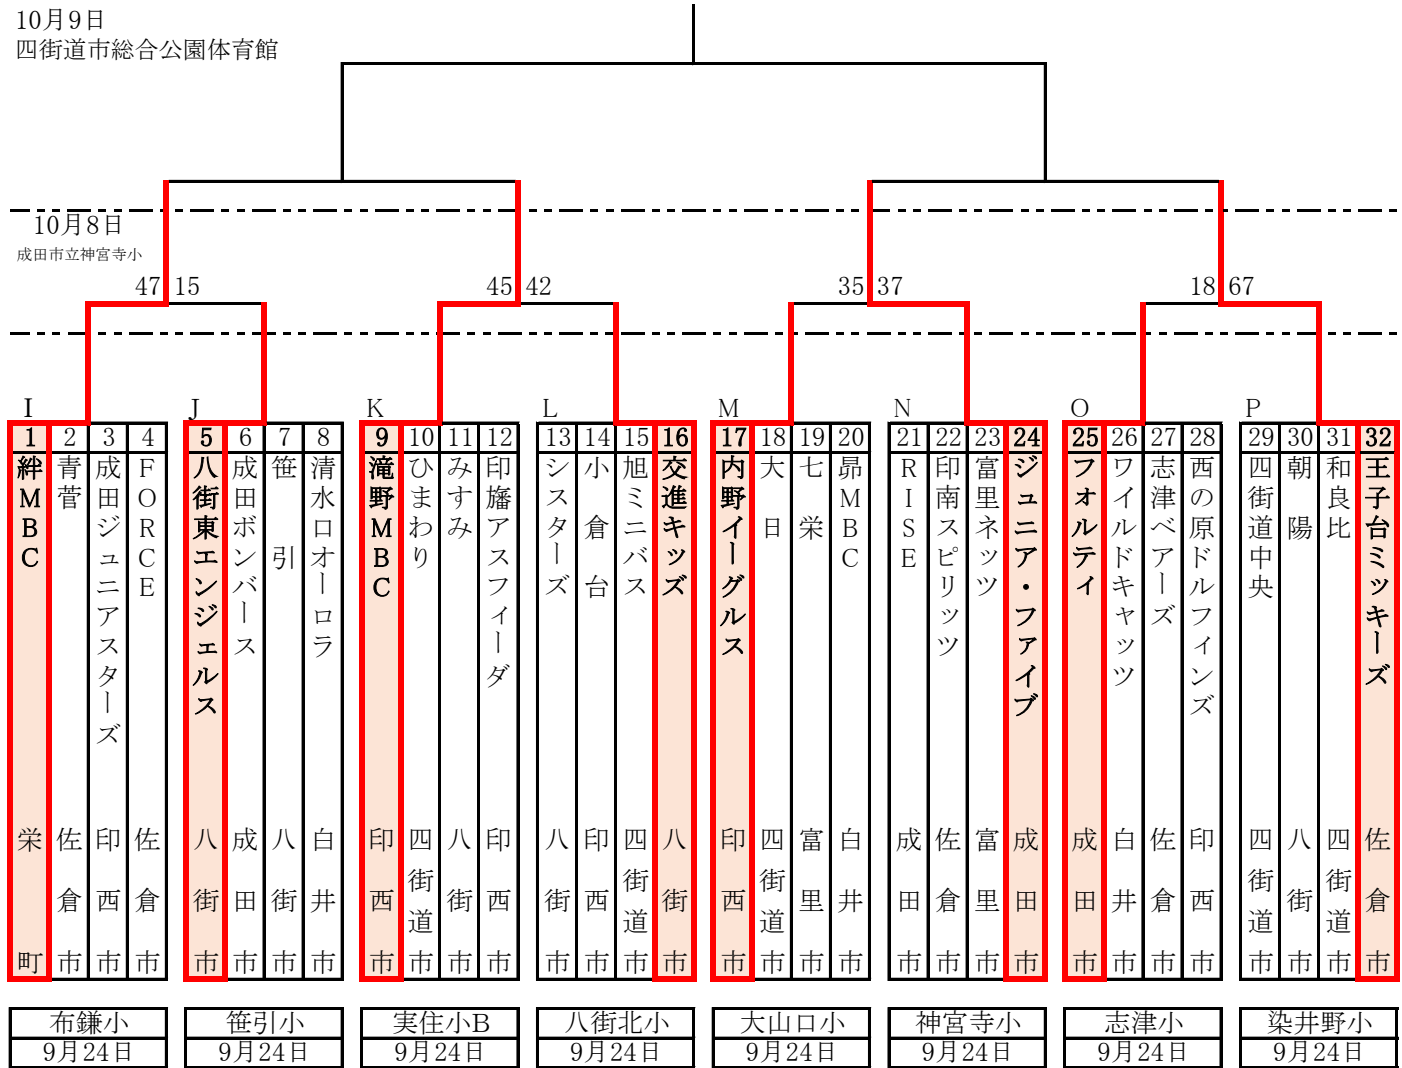 10月9日
四街道市総合公園体育館
10月8日
成田市立神宮寺小
47 15
45 42
35 37
18 67
I
J
K
L
M
N
O
P
1 絆MBC 栄町
2 青菅 佐倉市
3 成田ジュニアスターズ 印西市
4 FORCE 佐倉市
5 八街東エンジェルス 八街市
6 成田ボンバース 成田市
7 笹引 八街市
8 清水口オーロラ 白井市
9 滝野MBC 印西市
10 ひまわり 四街道市
11 みすみ 八街市
12 印旛アスフィーダ 印西市
13 シスターズ 八街市
14 小倉台 印西市
15 旭ミニバス 四街道市
16 交進キッズ 八街市
17 内野イーグルス 印西市
18 大日 四街道市
19 七栄 富里市
20 昴MBC 白井市
21 RISE 成田市
22 印南スピリッツ 佐倉市
23 富里ネッツ 富里市
24 ジュニア・ファイブ 成田市
25 フォルティ 成田市
26 ワイルドキャッツ 白井市
27 志津ベアーズ 佐倉市
28 西の原ドルフィンズ 印西市
29 四街道中央 四街道市
30 朝陽 八街市
31 和良比 四街道市
32 王子台ミッキーズ 佐倉市
布鎌小
9月24日
笹引小
9月24日
実住小B
9月24日
八街北小
9月24日
大山口小
9月24日
神宮寺小
9月24日
志津小
9月24日
染井野小
9月24日